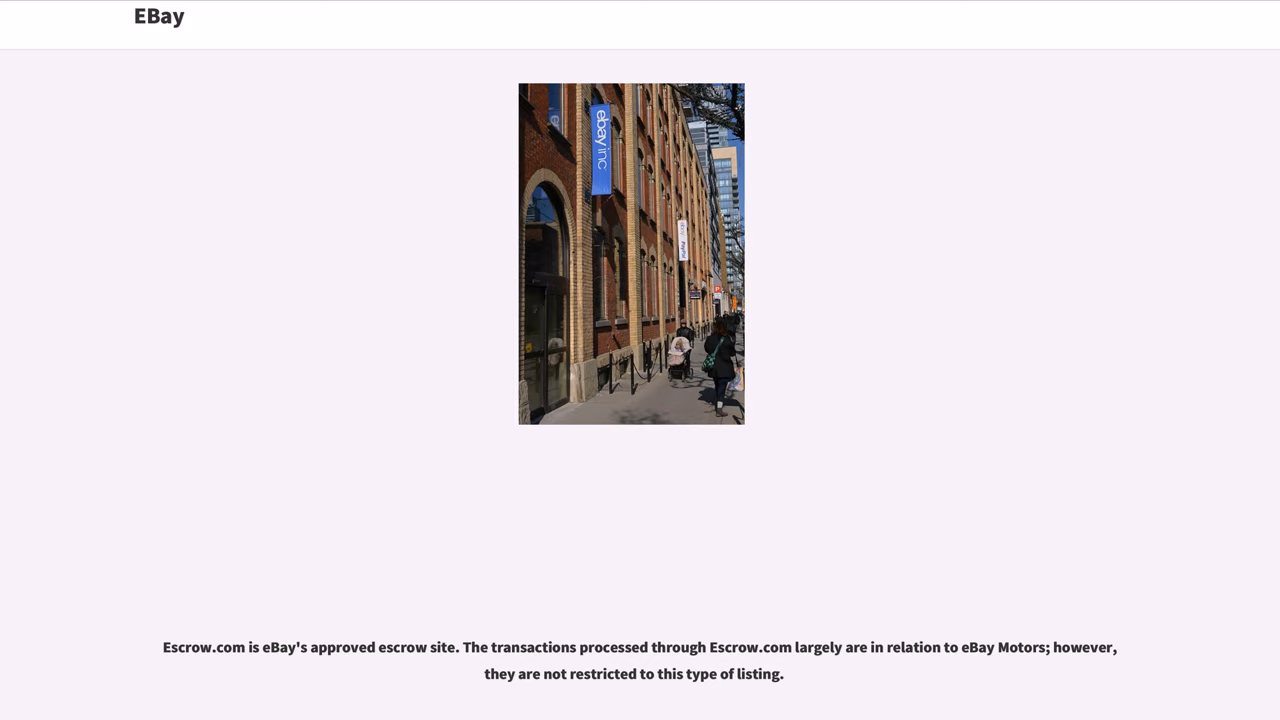 EBay
ebay inc
PayPal
P
Escrow.com is eBay's approved escrow site. The transactions processed through Escrow.com largely are in relation to eBay Motors; however,
they are not restricted to this type of listing.